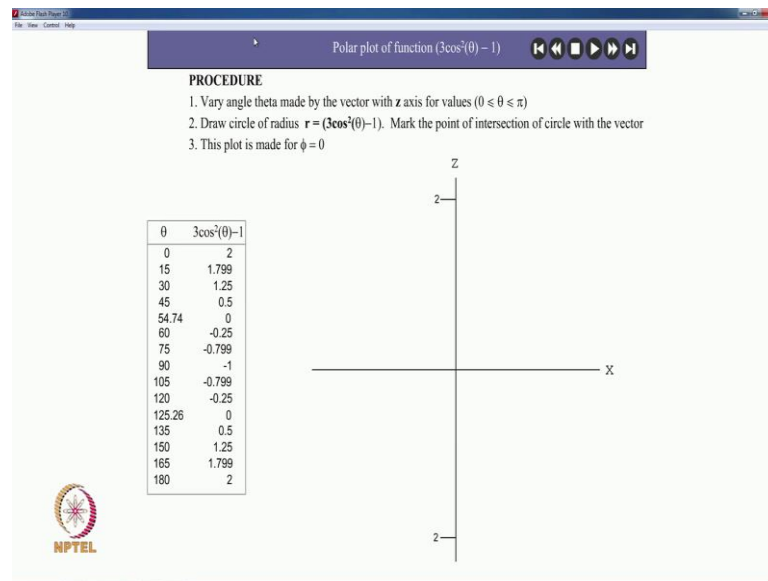 Adobe Flash Player 10
File View Control Help
Polar plot of function (3cos²(θ) – 1)
PROCEDURE
1. Vary angle theta made by the vector with z axis for values (0 ⩽ θ ⩽ π)
2. Draw circle of radius r = (3cos²(θ)–1). Mark the point of intersection of circle with the vector
3. This plot is made for ϕ = 0
Z
2
θ 3cos²(θ)–1
0 2
15 1.799
30 1.25
45 0.5
54.74 0
60 -0.25
75 -0.799
90 -1
X
105 -0.799
120 -0.25
125.26 0
135 0.5
150 1.25
165 1.799
180 2
2
NPTEL